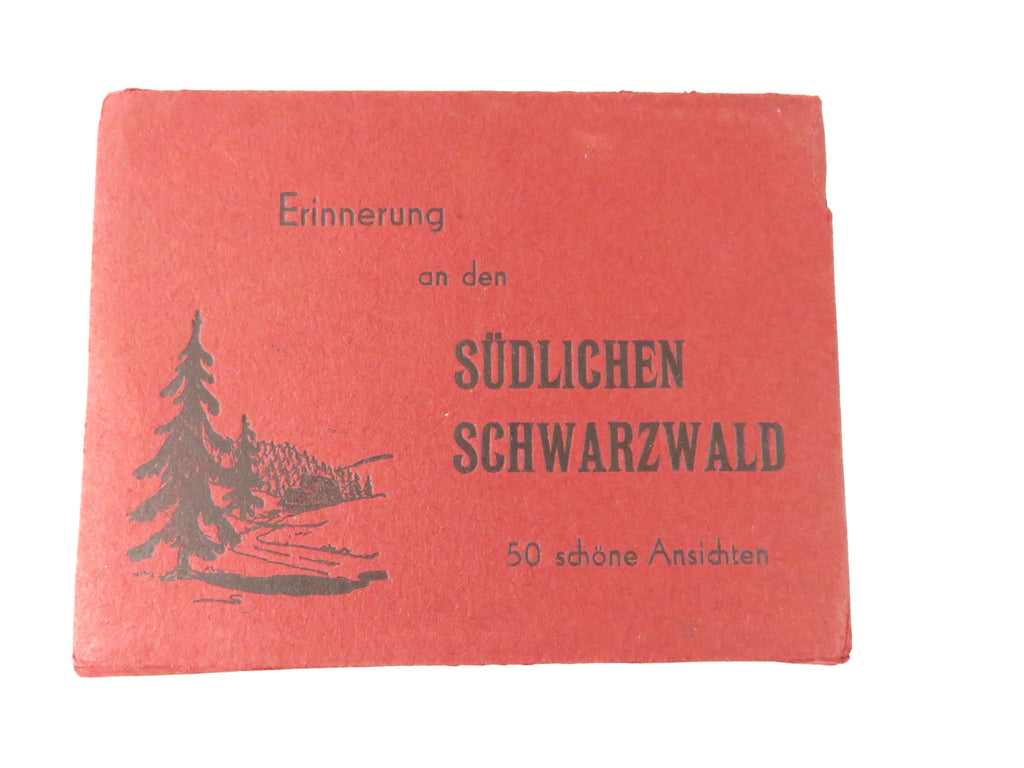 Erinnerung
an den
SÜDLICHEN
SCHWARZWALD
50 schöne Ansichten